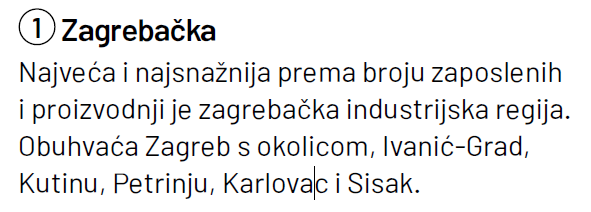 1 Zagrebačka
Najveća i najsnažnija prema broju zaposlenih
i proizvodnji je zagrebačka industrijska regija.
Obuhvaća Zagreb s okolicom, Ivanić-Grad,
Kutinu, Petrinju, Karlovac i Sisak.